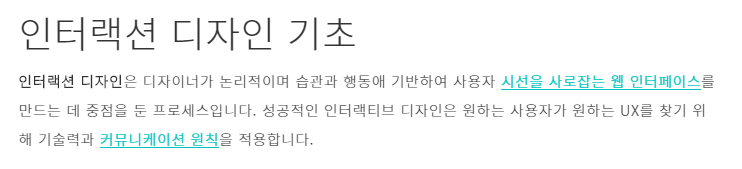 인터랙션 디자인 기초
인터랙션 디자인은 디자이너가 논리적이며 습관과 행동에 기반하여 사용자 시선을 사로잡는 웹 인터페이스를
만드는 데 중점을 둔 프로세스입니다. 성공적인 인터랙티브 디자인은 원하는 사용자가 원하는 UX를 찾기 위
해 기술력과 커뮤니케이션 원칙을 적용합니다.